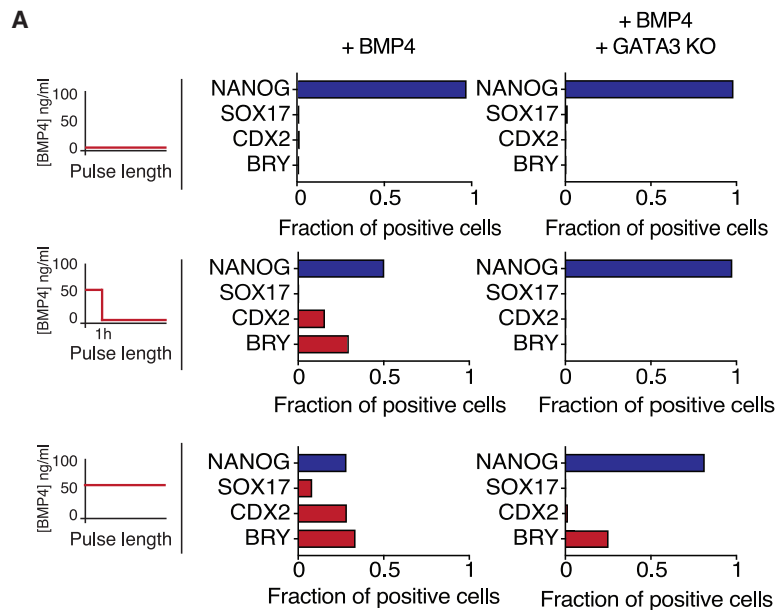 A
+ BMP4
+ BMP4
+ GATA3 KO
[BMP4] ng/ml
100
50
0
Pulse length
NANOG
SOX17
CDX2
BRY
0
0.5
1
Fraction of positive cells
NANOG
SOX17
CDX2
BRY
0
0.5
1
Fraction of positive cells
[BMP4] ng/ml
100
50
0
1h
Pulse length
NANOG
SOX17
CDX2
BRY
0
0.5
1
Fraction of positive cells
NANOG
SOX17
CDX2
BRY
0
0.5
1
Fraction of positive cells
[BMP4] ng/ml
100
50
0
Pulse length
NANOG
SOX17
CDX2
BRY
0
0.5
1
Fraction of positive cells
NANOG
SOX17
CDX2
BRY
0
0.5
1
Fraction of positive cells